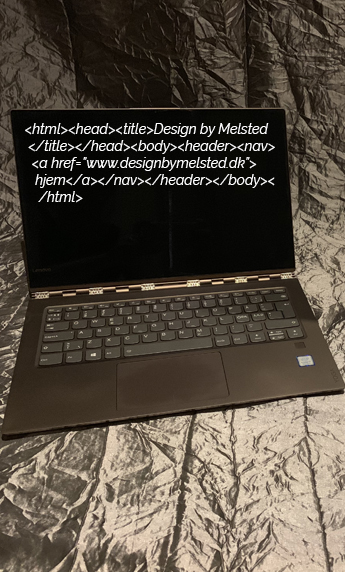 <html><head><title>Design by Melsted
</title></head><body><header><nav>
<a href="www.designbymelsted.dk">
hjem</a></nav></header></body><
/html>